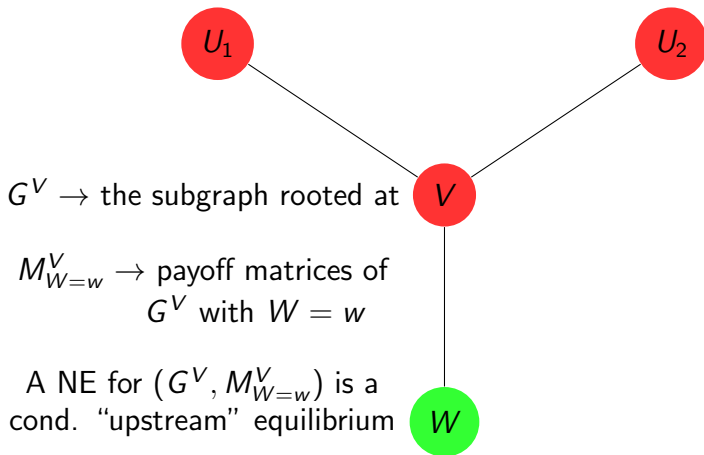 U₁
U₂
G^V → the subgraph rooted at
V
M^V_{W=w} → payoff matrices of
G^V with W = w
A NE for (G^V, M^V_{W=w}) is a
cond. “upstream” equilibrium
W